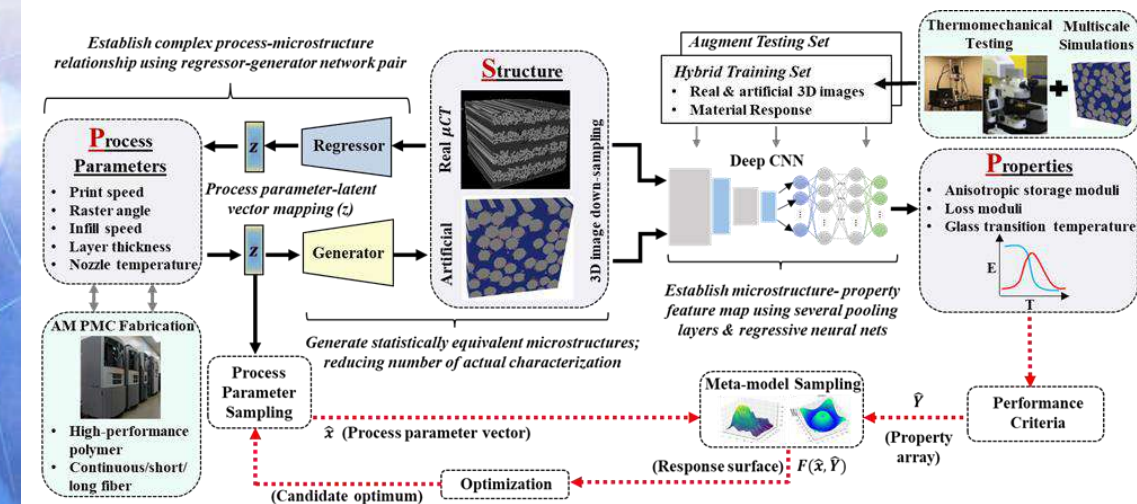 Establish complex process-microstructure
relationship using regressor-generator network pair
Process
Parameters
• Print speed
• Raster angle
• Infill speed
• Layer thickness
• Nozzle temperature
z
Regressor
Process parameter-latent
vector mapping (z)
z
Generator
Structure
Real μCT
Artificial
3D image down-sampling
Generate statistically equivalent microstructures;
reducing number of actual characterization
AM PMC Fabrication
• High-performance
polymer
• Continuous/short/
long fiber
Process
Parameter
Sampling
Augment Testing Set
Hybrid Training Set
• Real & artificial 3D images
• Material Response
Deep CNN
Establish microstructure- property
feature map using several pooling
layers & regressive neural nets
Thermomechanical
Testing
Multiscale
Simulations
Properties
• Anisotropic storage moduli
• Loss moduli
• Glass transition temperature
E
T
Meta-model Sampling
Performance
Criteria
Ŷ
(Property
array)
x̂ (Process parameter vector)
(Response surface)
F(x̂, Ŷ)
Optimization
(Candidate optimum)